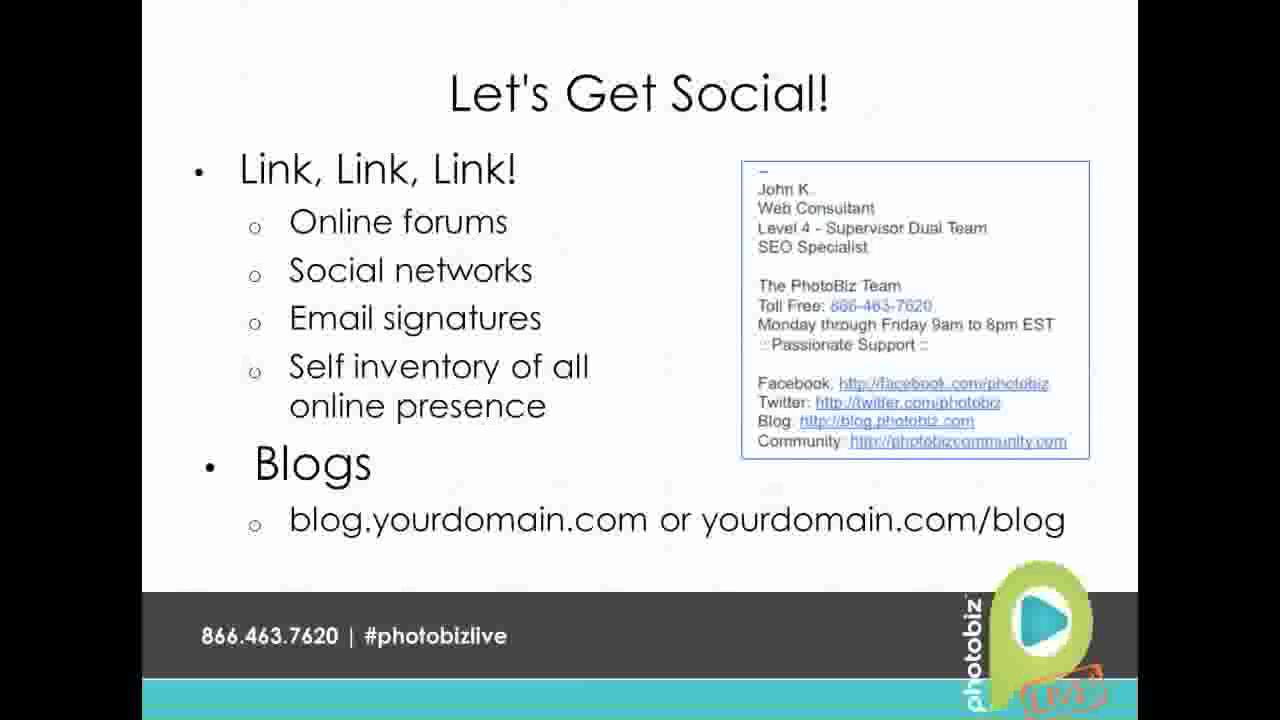 Let's Get Social!
• Link, Link, Link!
o Online forums
o Social networks
o Email signatures
o Self inventory of all
online presence
• Blogs
o blog.yourdomain.com or yourdomain.com/blog
--
John K.
Web Consultant
Level 4 - Supervisor Dual Team
SEO Specialist
The PhotoBiz Team
Toll Free: 866-463-7620
Monday through Friday 9am to 8pm EST
:: Passionate Support ::
Facebook: http://facebook.com/photobiz
Twitter: http://twitter.com/photobiz
Blog: http://blog.photobiz.com
Community: http://photobizcommunity.com
866.463.7620 | #photobizlive
photobiz
LIVE